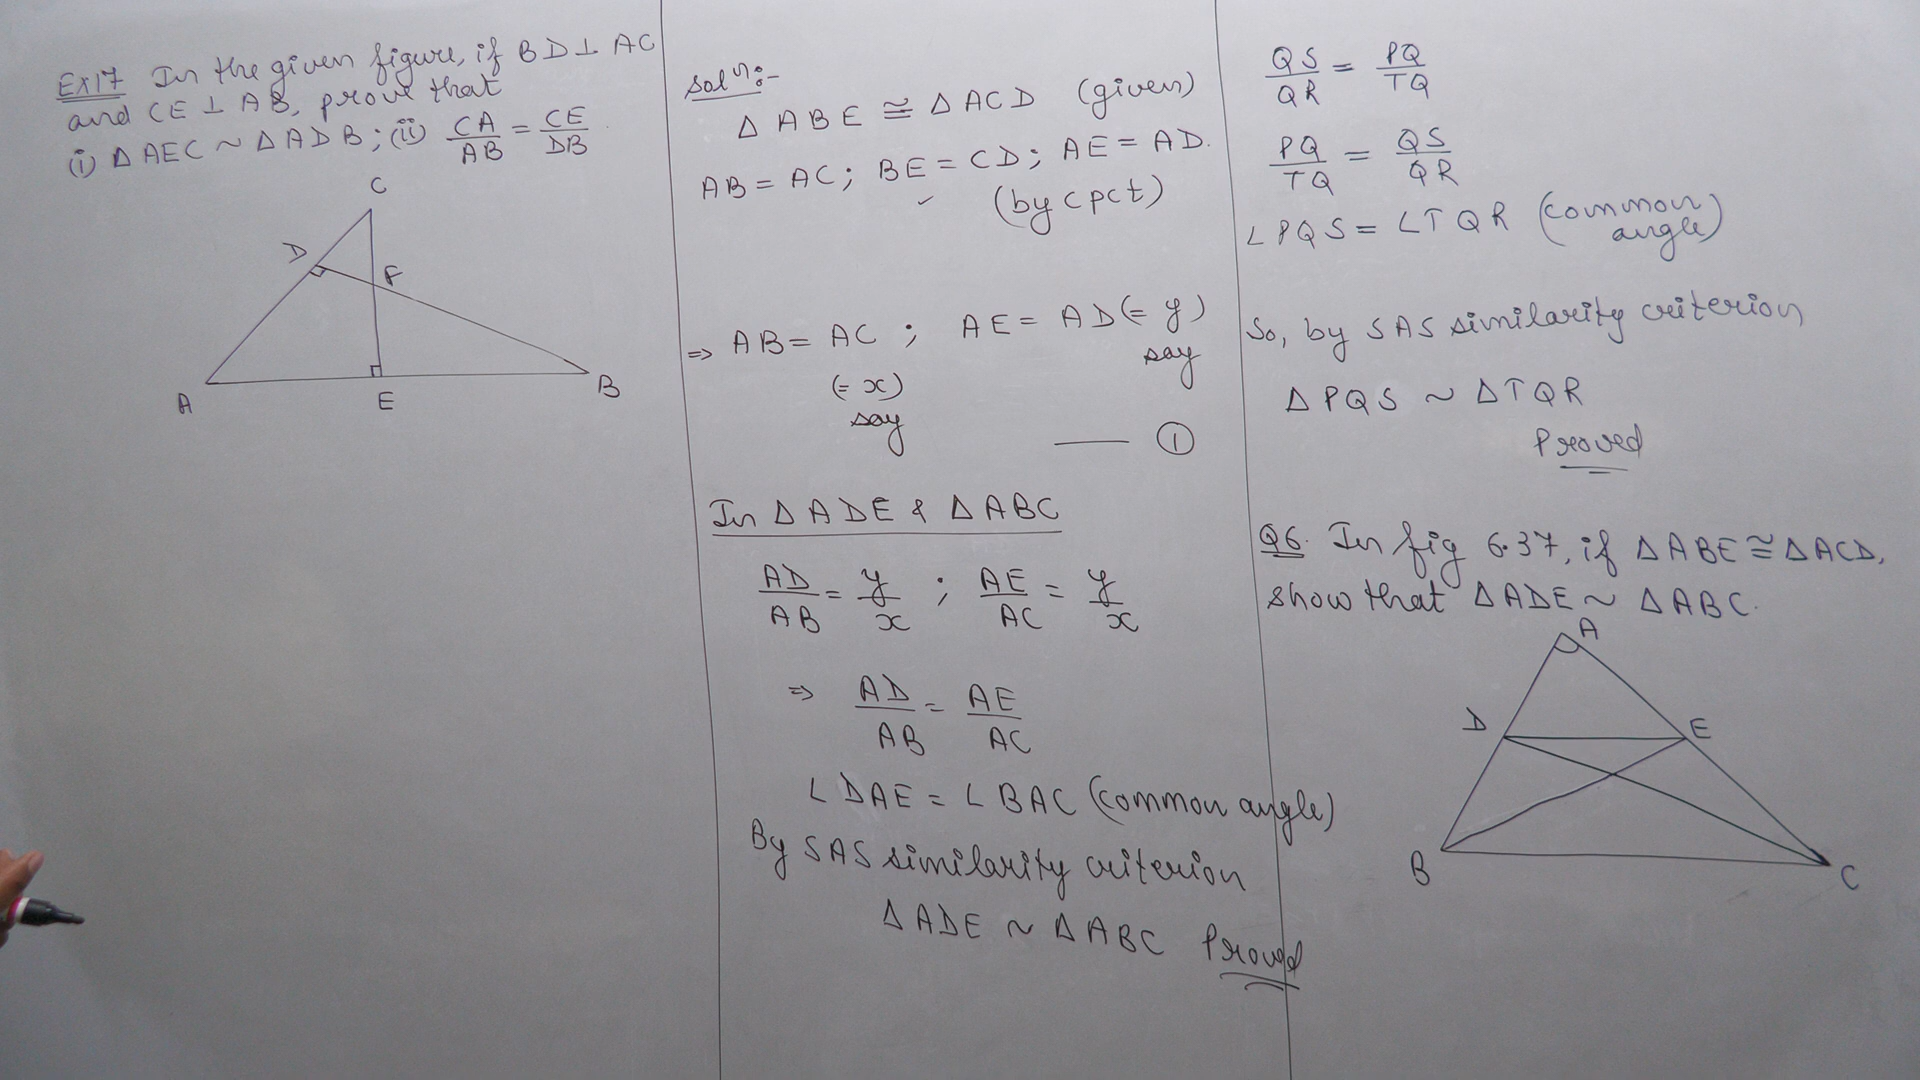 Ex17 In the given figure, if BD ⊥ AC
and CE ⊥ AB, prove that
(i) Δ AEC ~ Δ ADB ; (ii) CA/AB = CE/DB
C
D
F
A
E
B
Soln:-
Δ ABE ≅ Δ ACD (given)
AB = AC ; BE = CD ; AE = AD.
(by cpct)
⇒ AB = AC ; AE = AD (= y)
(= x)
say
say
① 
In Δ ADE & Δ ABC
AD/AB = y/x ; AE/AC = y/x
⇒ AD/AB = AE/AC
∠DAE = ∠BAC (common angle)
By SAS similarity criterion
Δ ADE ~ Δ ABC Proved
QS/QR = PQ/TQ
PQ/TQ = QS/QR
∠PQS = ∠TQR (common
angle)
So, by SAS similarity criterion
Δ PQS ~ Δ TQR
Proved
Q6. In fig 6.37, if Δ ABE ≅ Δ ACD,
show that Δ ADE ~ Δ ABC.
A
D
E
B
C